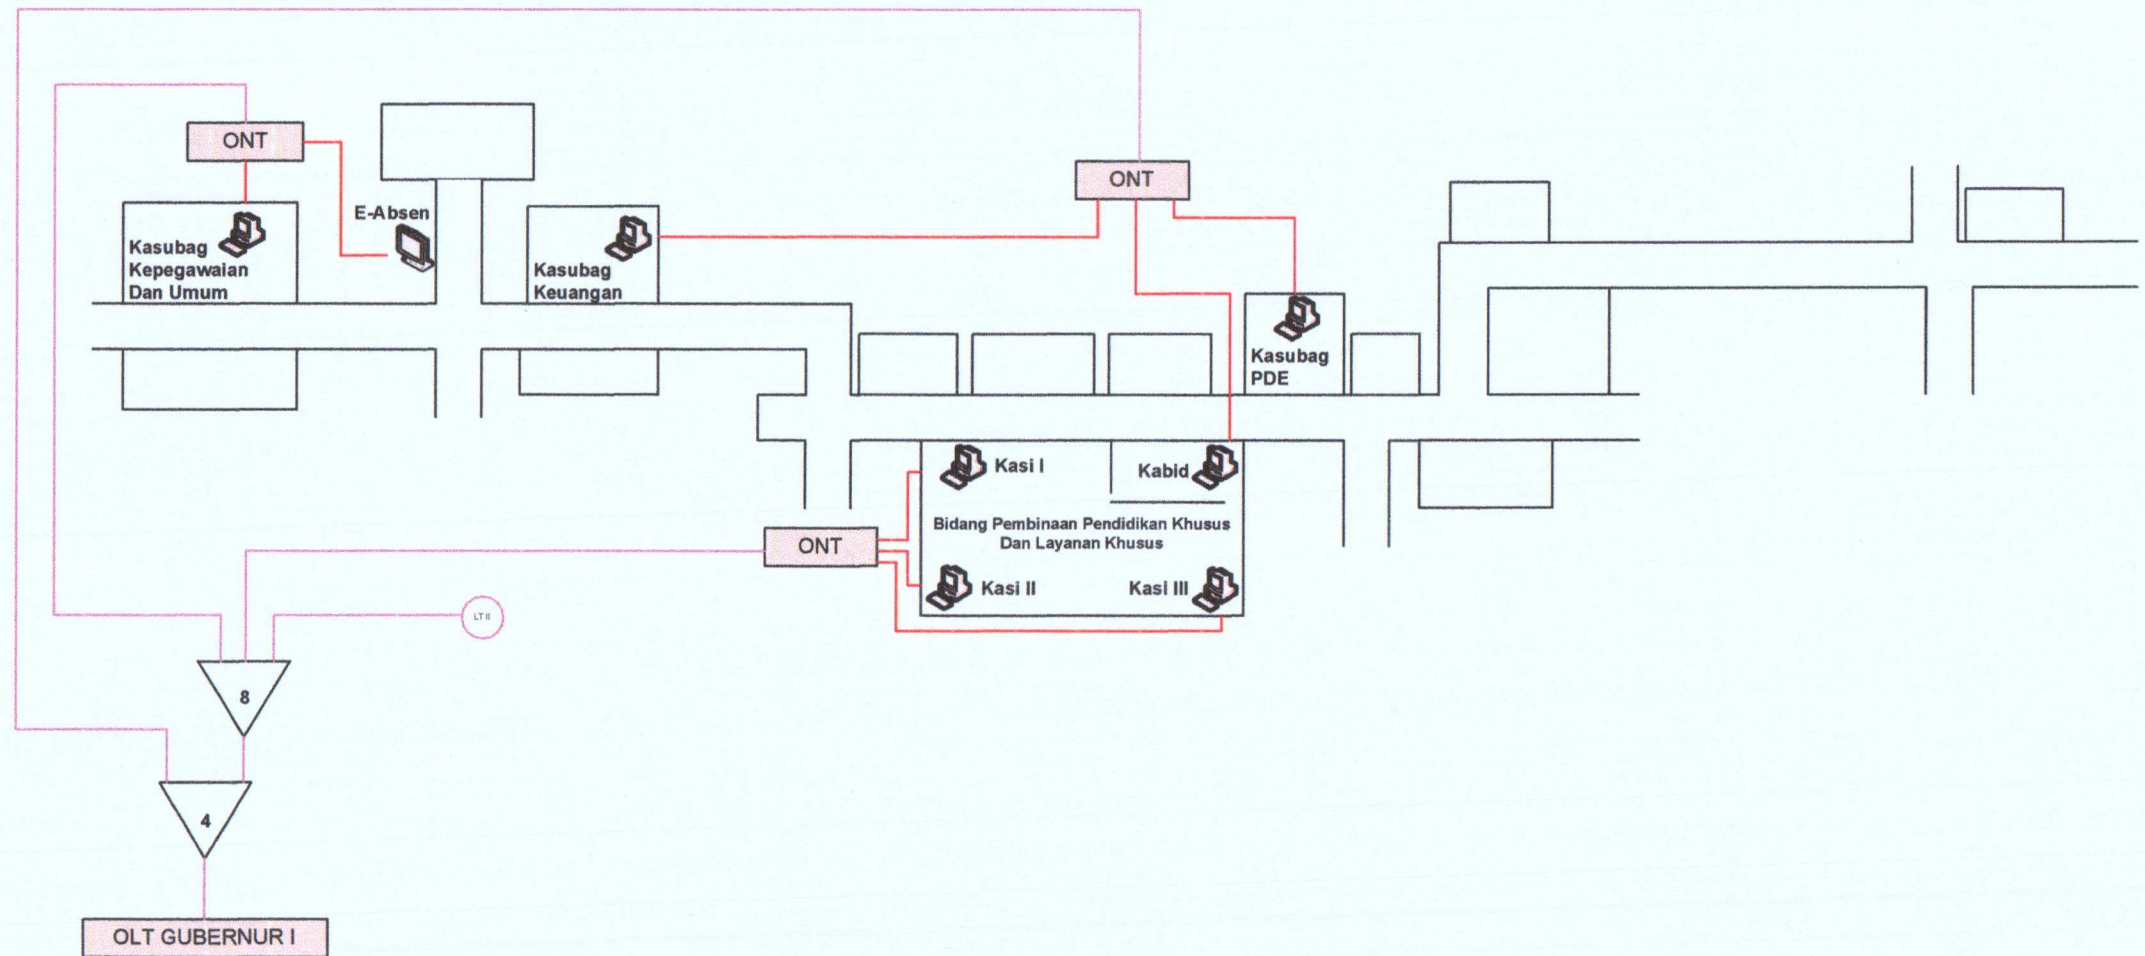 ONT
E-Absen
Kasubag
Kepegawaian
Dan Umum
Kasubag
Keuangan
ONT
Kasubag
PDE
Kasi I
Kabid
Bidang Pembinaan Pendidikan Khusus
Dan Layanan Khusus
ONT
Kasi II
Kasi III
LT II
8
4
OLT GUBERNUR I